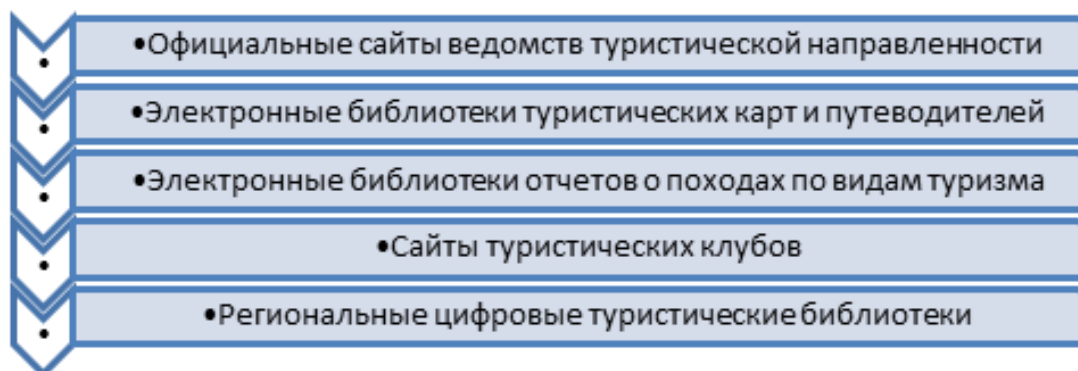 •Официальные сайты ведомств туристической направленности
•Электронные библиотеки туристических карт и путеводителей
•Электронные библиотеки отчетов о походах по видам туризма
•Сайты туристических клубов
•Региональные цифровые туристические библиотеки